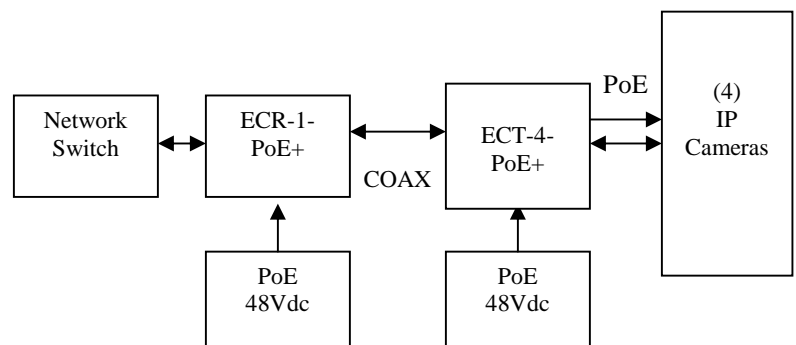 Network
Switch
ECR-1-
PoE+
COAX
ECT-4-
PoE+
PoE
(4)
IP
Cameras
PoE
48Vdc
PoE
48Vdc